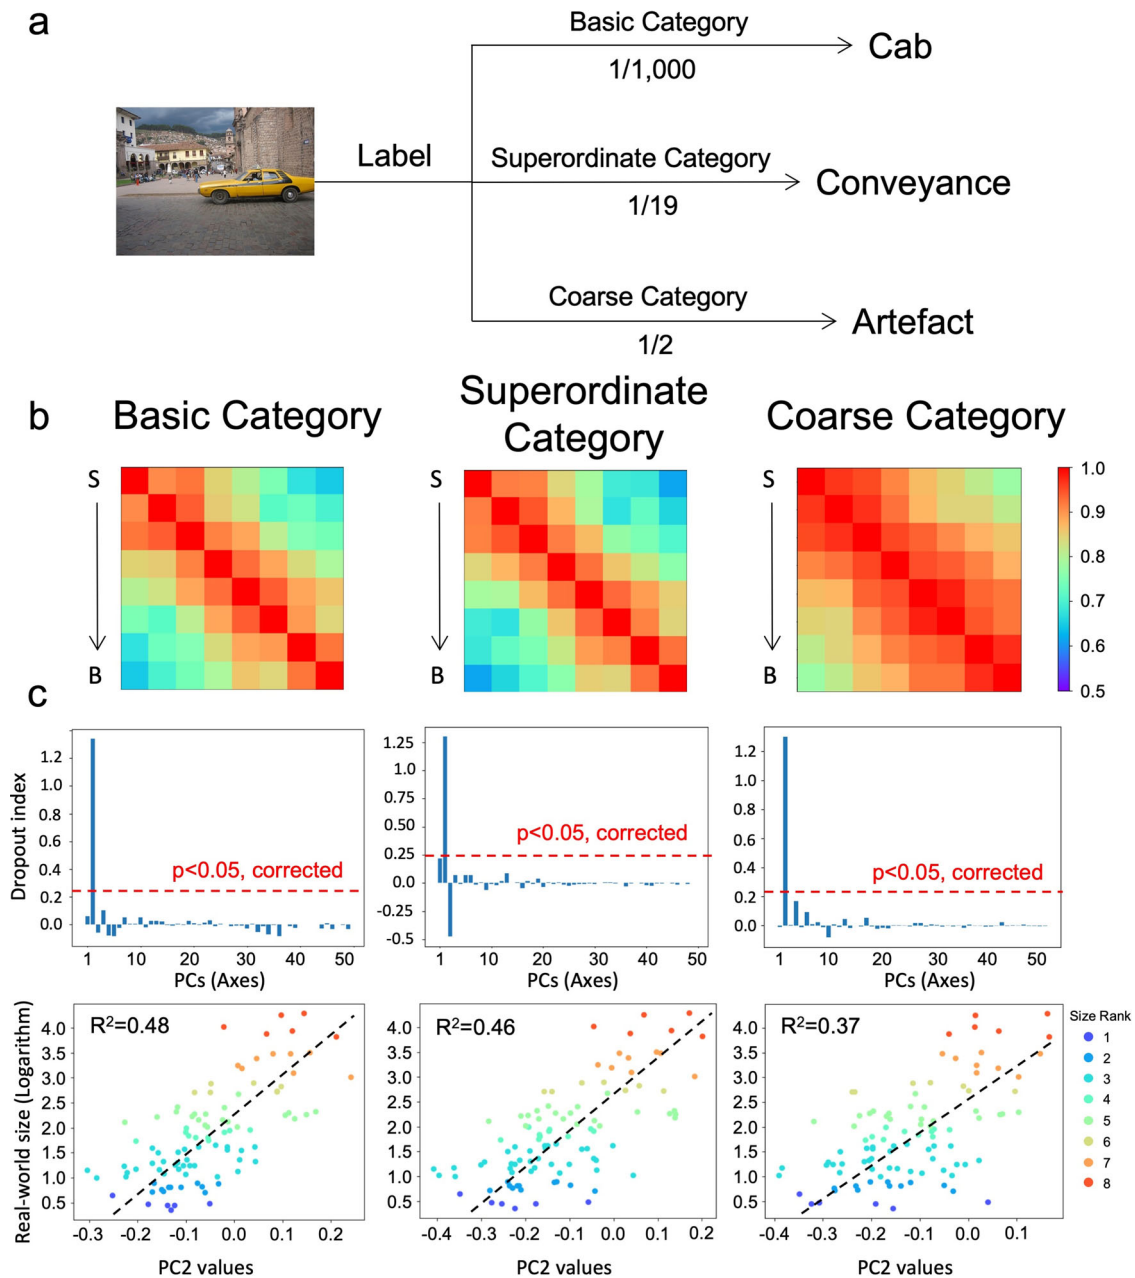 a
Basic Category
1/1,000
Cab
Label
Superordinate Category
1/19
Conveyance
Coarse Category
1/2
Artefact
b
Basic Category
Superordinate
Category
Coarse Category
S
B
S
B
S
B
1.0
0.9
0.8
0.7
0.6
0.5
c
Dropout index
1.2
1.0
0.8
0.6
0.4
0.2
0.0
p<0.05, corrected
1 10 20 30 40 50
PCs (Axes)
1.25
1.0
0.75
0.50
0.25
0.0
-0.25
-0.5
p<0.05, corrected
1 10 20 30 40 50
PCs (Axes)
1.2
1.0
0.8
0.6
0.4
0.2
0.0
p<0.05, corrected
1 10 20 30 40 50
PCs (Axes)
Real-world size (Logarithm)
4.0
3.5
3.0
2.5
2.0
1.5
1.0
0.5
R²=0.48
-0.3 -0.2 -0.1 0.0 0.1 0.2
PC2 values
4.0
3.5
3.0
2.5
2.0
1.5
1.0
0.5
R²=0.46
-0.4 -0.3 -0.2 -0.1 0.0 0.1 0.2
PC2 values
4.0
3.5
3.0
2.5
2.0
1.5
1.0
0.5
R²=0.37
-0.4 -0.3 -0.2 -0.1 0.0 0.1
PC2 values
Size Rank
1
2
3
4
5
6
7
8